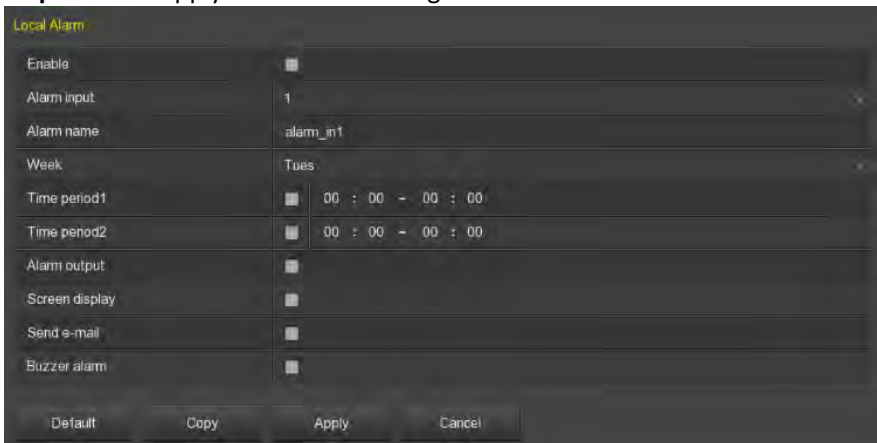 Local Alarm
Enable
Alarm input 1
Alarm name alarm_in1
Week Tues
Time period1 00 : 00 - 00 : 00
Time period2 00 : 00 - 00 : 00
Alarm output
Screen display
Send e-mail
Buzzer alarm
Default Copy Apply Cancel